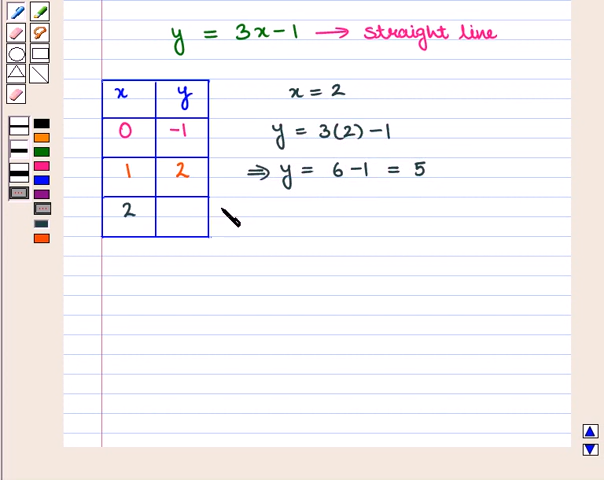 y = 3x-1 → straight line
x y x = 2
0 -1 y = 3(2) -1
1 2 ⇒ y = 6-1 = 5
2